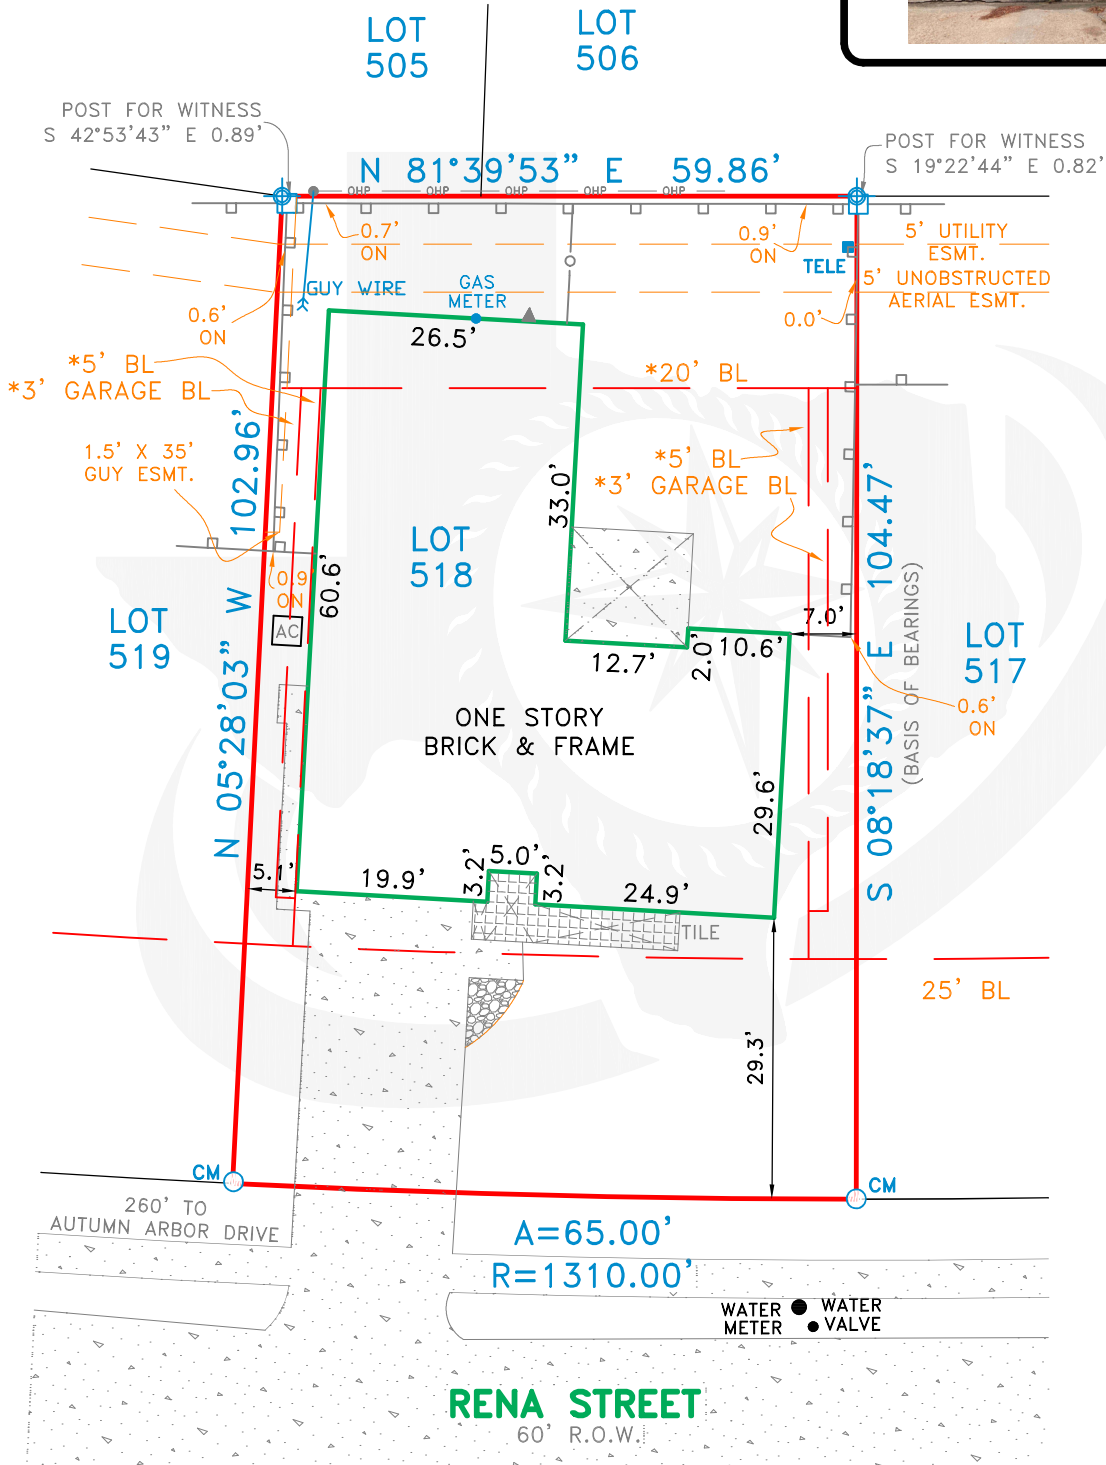 LOT
505
LOT
506
POST FOR WITNESS
S 42°53'43" E 0.89'
POST FOR WITNESS
S 19°22'44" E 0.82'
N 81°39'53" E 59.86'
OHP OHP OHP OHP OHP
0.7'
ON
0.9'
ON
5' UTILITY
ESMT.
TELE
5' UNOBSTRUCTED
AERIAL ESMT.
GUY WIRE
GAS
METER
0.6'
ON
0.0'
26.5'
*5' BL
*3' GARAGE BL
*20' BL
1.5' X 35'
GUY ESMT.
102.96'
*5' BL
*3' GARAGE BL
33.0'
104.47'
LOT
518
0.9
ON
60.6'
AC
N 05°28'03" W
LOT
519
7.0'
12.7'
2.0'
10.6'
LOT
517
S 08°18'37" E
(BASIS OF BEARINGS)
0.6'
ON
ONE STORY
BRICK & FRAME
29.6'
5.1'
19.9'
3.2'
5.0'
3.2'
24.9'
TILE
25' BL
29.3'
CM
CM
260' TO
AUTUMN ARBOR DRIVE
A=65.00'
R=1310.00'
WATER
METER
WATER
VALVE
RENA STREET
60' R.O.W.